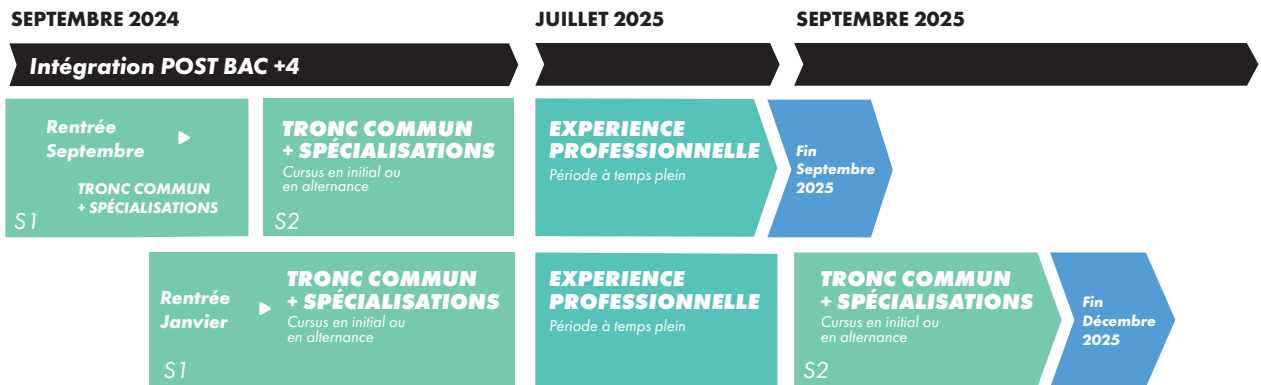 SEPTEMBRE 2024
JUILLET 2025
SEPTEMBRE 2025
Intégration POST BAC +4
Rentrée
Septembre
TRONC COMMUN
+ SPÉCIALISATIONS
S1
TRONC COMMUN
+ SPÉCIALISATIONS
Cursus en initial ou
en alternance
S2
EXPERIENCE
PROFESSIONNELLE
Période à temps plein
Fin
Septembre
2025
Rentrée
Janvier
TRONC COMMUN
+ SPÉCIALISATIONS
Cursus en initial ou
en alternance
S1
EXPERIENCE
PROFESSIONNELLE
Période à temps plein
TRONC COMMUN
+ SPÉCIALISATIONS
Cursus en initial ou
en alternance
S2
Fin
Décembre
2025